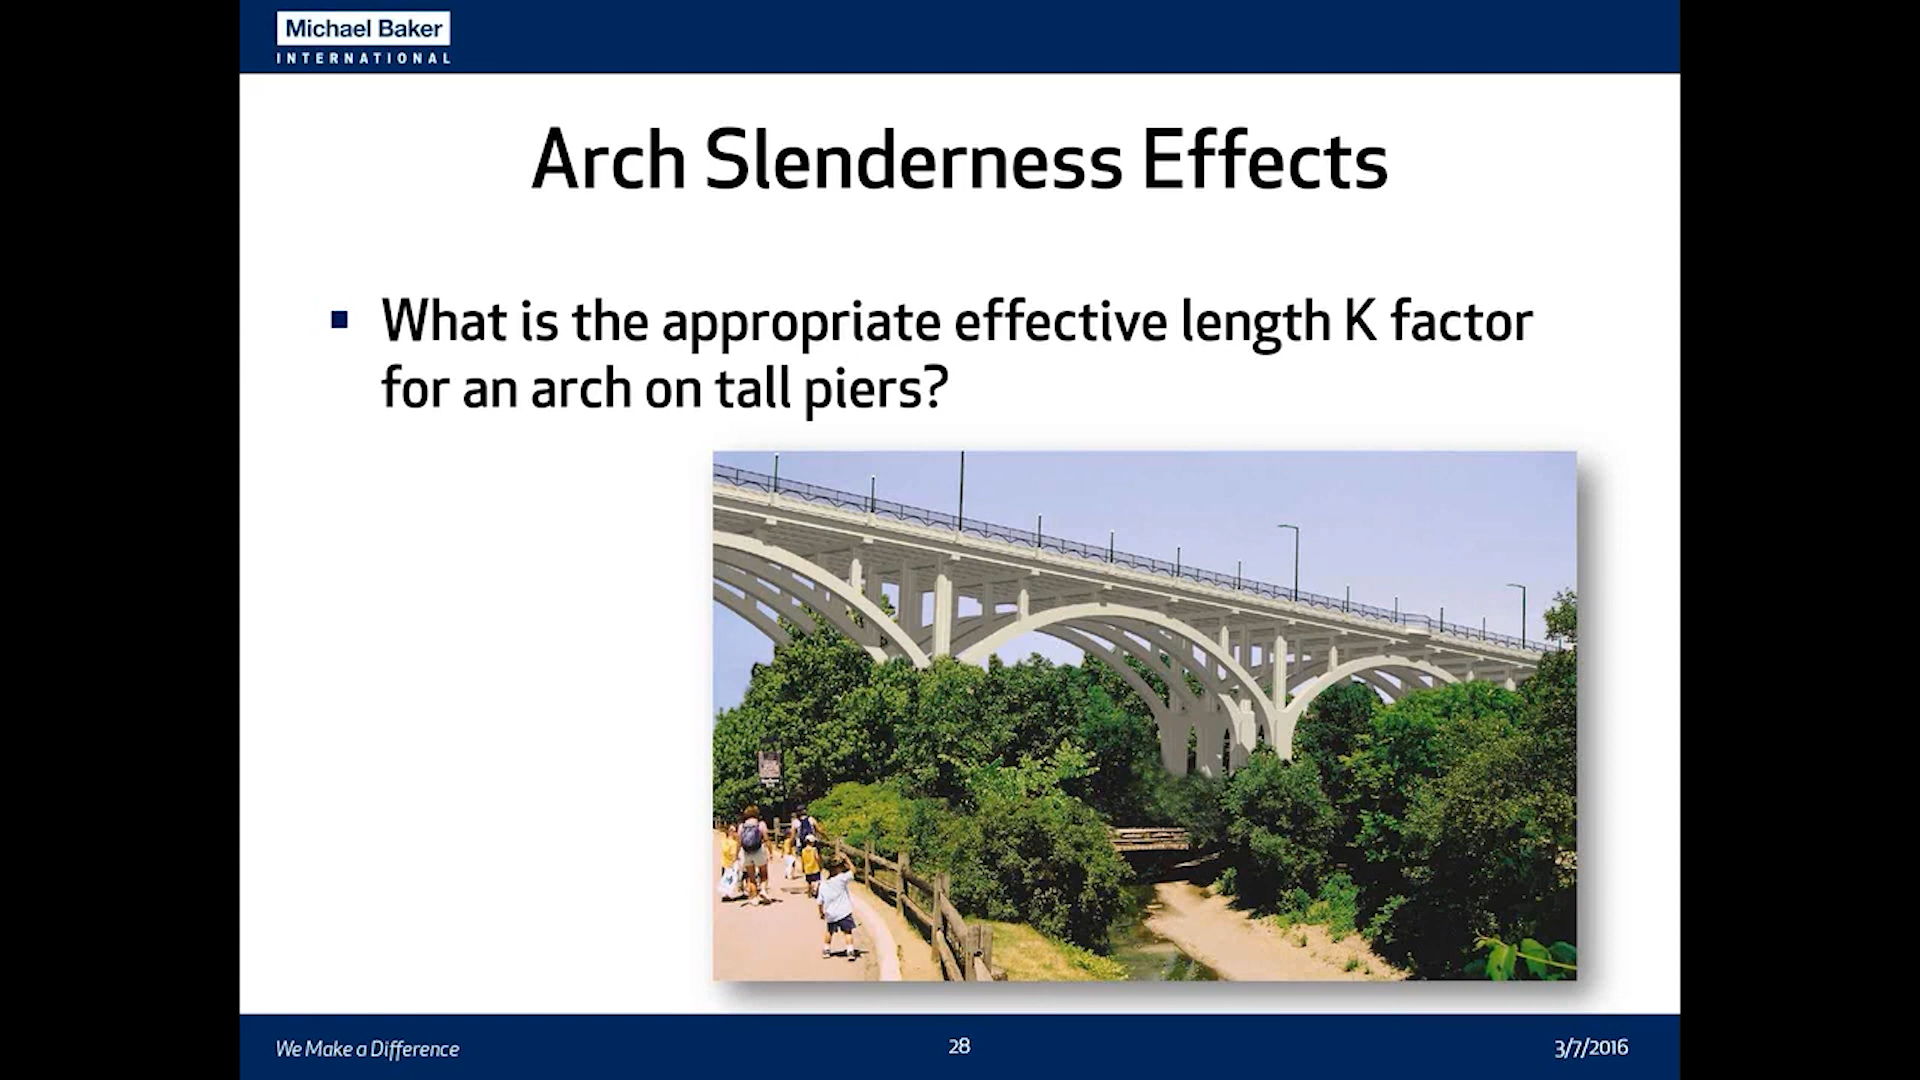 Michael Baker
INTERNATIONAL
Arch Slenderness Effects
What is the appropriate effective length K factor
for an arch on tall piers?
We Make a Difference
28
3/7/2016